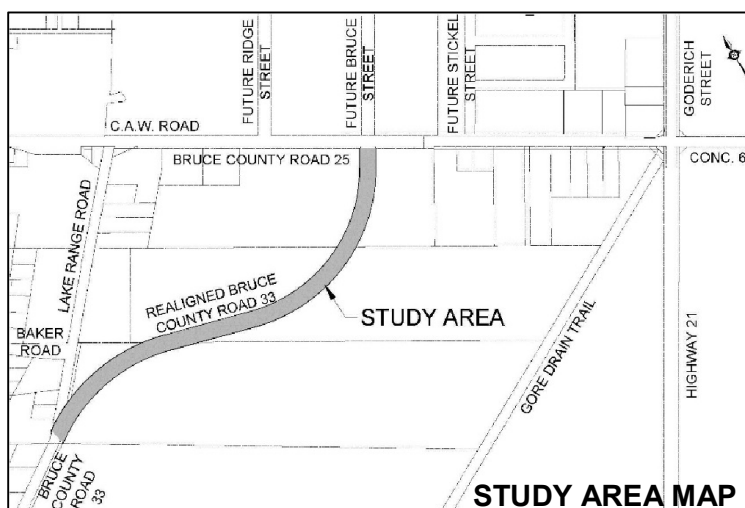 FUTURE RIDGE
STREET
FUTURE BRUCE
STREET
FUTURE STICKEL
STREET
GODERICH
STREET
C.A.W. ROAD
BRUCE COUNTY ROAD 25
CONC. 6
LAKE RANGE ROAD
REALIGNED BRUCE
COUNTY ROAD 33
STUDY AREA
BAKER
ROAD
GORE DRAIN TRAIL
HIGHWAY 21
BRUCE
COUNTY
ROAD
33
STUDY AREA MAP